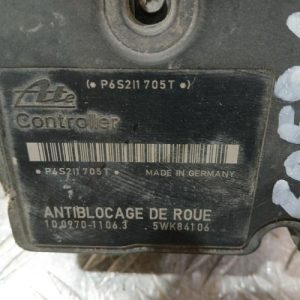 (• P6S2I1705T •)
Ate
Controller
• P6S2I1705T •
MADE IN GERMANY
ANTIBLOCAGE DE ROUE
10.0970-1106.3 5WK84106